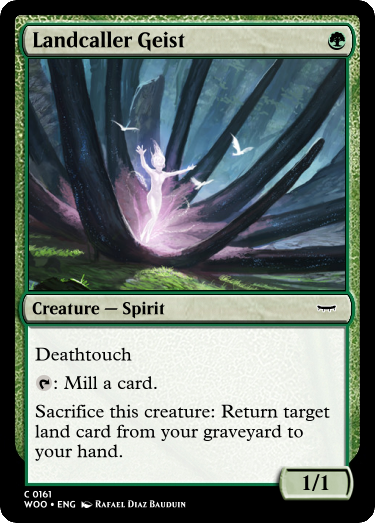 Landcaller Geist
Creature — Spirit
Deathtouch
: Mill a card.
Sacrifice this creature: Return target
land card from your graveyard to
your hand.
1/1
C 0161
WOO • ENG Rafael Diaz Bauduin